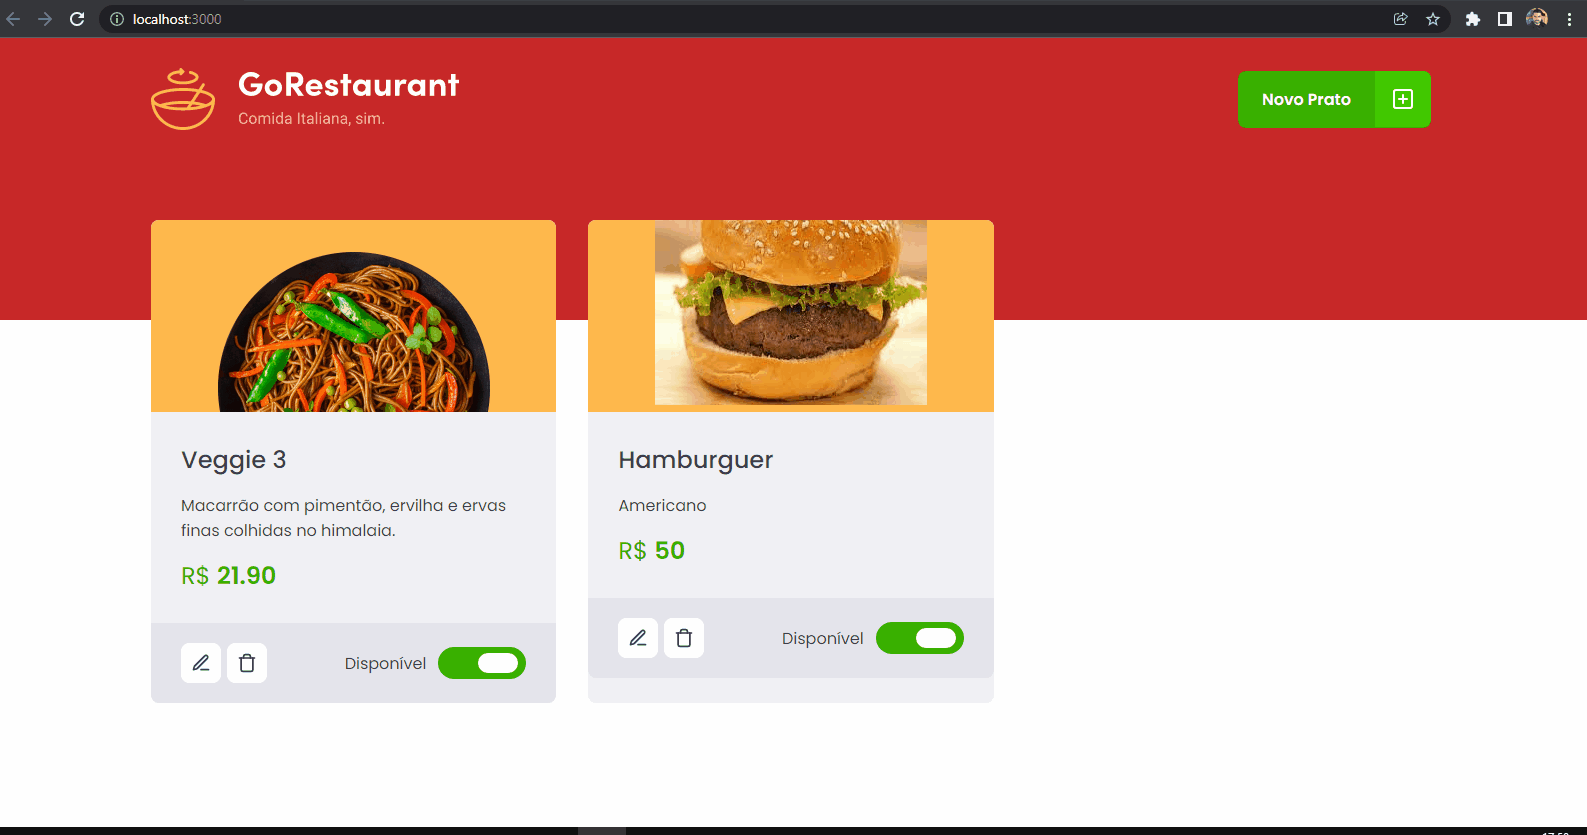 localhost:3000
GoRestaurant
Comida Italiana, sim.
Novo Prato
Veggie 3
Macarrão com pimentão, ervilha e ervas
finas colhidas no himalaia.
R$ 21.90
Disponível
Hamburguer
Americano
R$ 50
Disponível